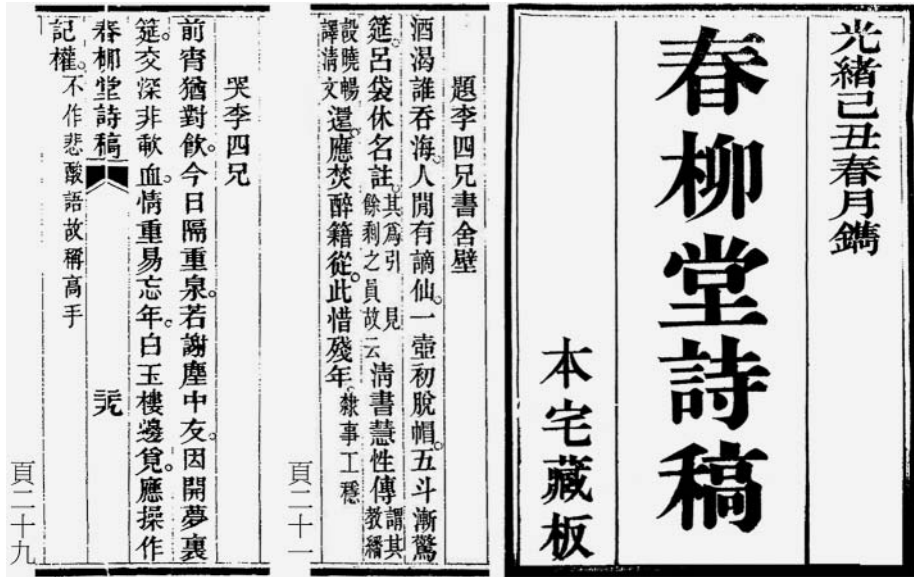 光緒己丑春月鐫
春柳堂詩稿
本宅藏板
題李四兄書舍壁
酒渴誰吞海。人閒有謫仙。一壺初脫帽。五斗漸驚
筵。呂袋休名註。其爲引 見餘剩之員故云清書慧性傳謂其教繙
設曉暢譯清文還應焚醉籍從此惜殘年。隸事工穩
頁二十一
哭李四兄
前宵猶對飲。今日隔重泉。若謝塵中友。因開夢裏
筵。交深非歃血。情重易忘年。白玉樓邊覓。應操作
春柳堂詩稿 二九
記權。不作悲酸語故稱高手
頁二十九